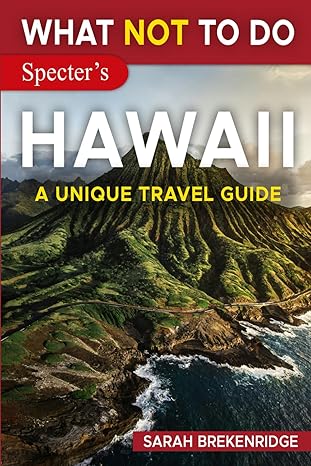 WHAT NOT TO DO
Specter's
HAWAII
A UNIQUE TRAVEL GUIDE
SARAH BREKENRIDGE